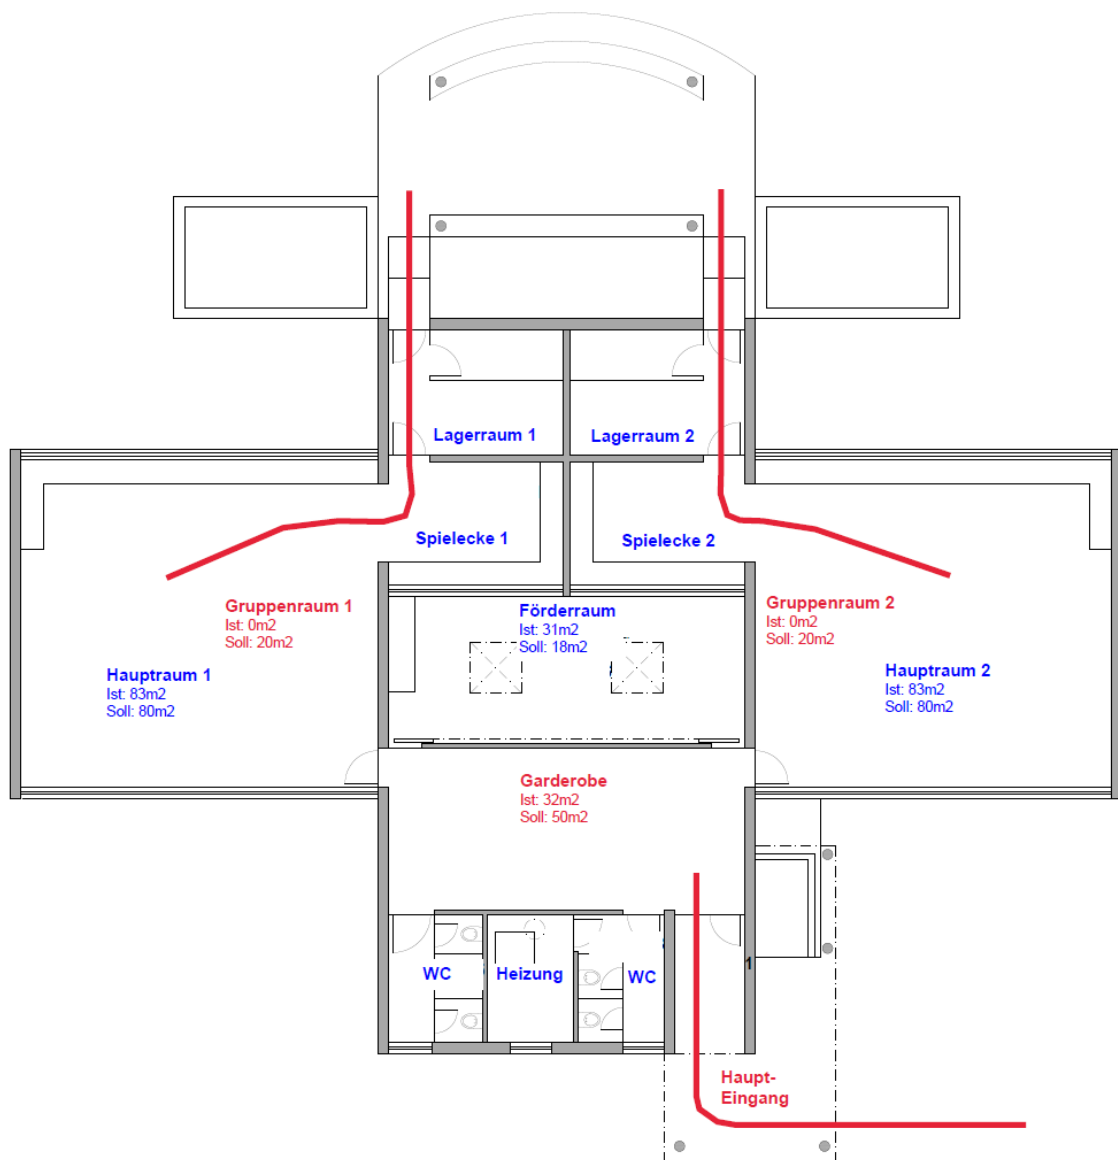 Lagerraum 1
Lagerraum 2
Spielecke 1
Spielecke 2
Gruppenraum 1
Ist: 0m2
Soll: 20m2
Förderraum
Ist: 31m2
Soll: 18m2
Gruppenraum 2
Ist: 0m2
Soll: 20m2
Hauptraum 1
Ist: 83m2
Soll: 80m2
Hauptraum 2
Ist: 83m2
Soll: 80m2
Garderobe
Ist: 32m2
Soll: 50m2
WC
Heizung
WC
1
Haupt-
Eingang